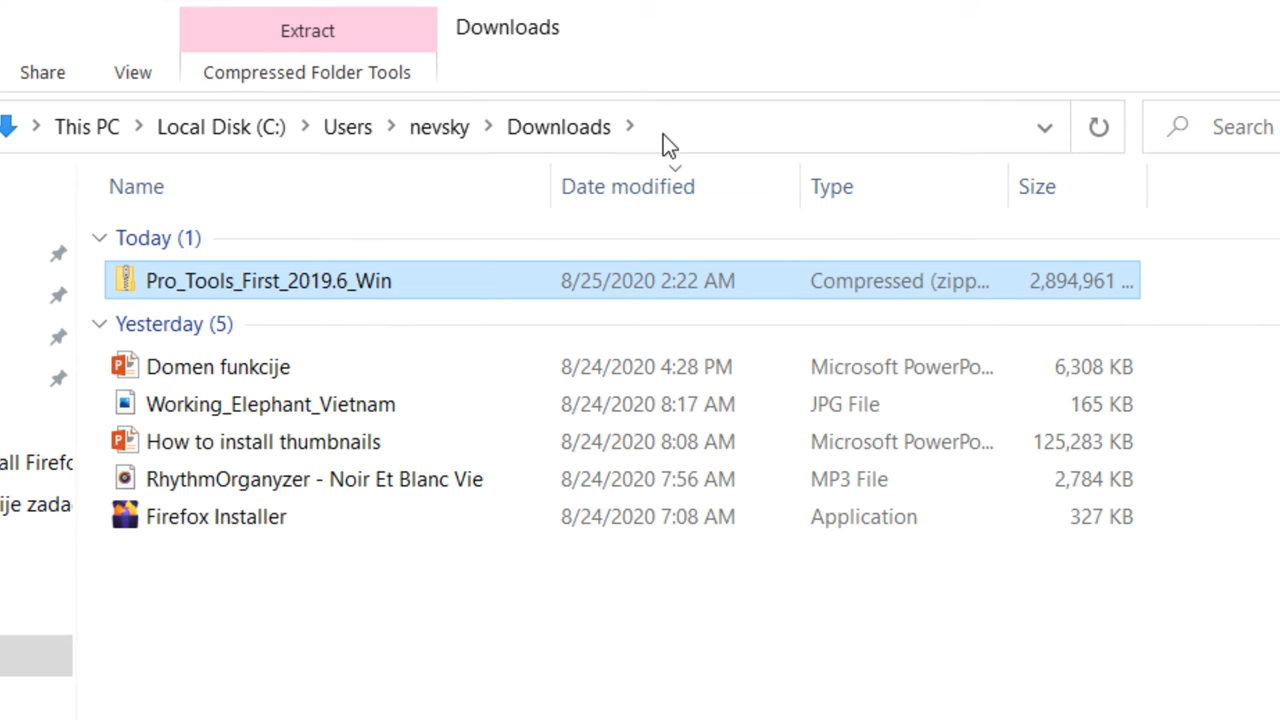 Extract
Downloads
Share View Compressed Folder Tools
This PC Local Disk (C:) Users nevsky Downloads Search
Name Date modified Type Size
Today (1)
Pro_Tools_First_2019.6_Win 8/25/2020 2:22 AM Compressed (zipp... 2,894,961 ...
Yesterday (5)
Domen funkcije 8/24/2020 4:28 PM Microsoft PowerPo... 6,308 KB
Working_Elephant_Vietnam 8/24/2020 8:17 AM JPG File 165 KB
How to install thumbnails 8/24/2020 8:08 AM Microsoft PowerPo... 125,283 KB
all Firefo
RhythmOrganyzer - Noir Et Blanc Vie 8/24/2020 7:56 AM MP3 File 2,784 KB
ije zada
Firefox Installer 8/24/2020 7:08 AM Application 327 KB